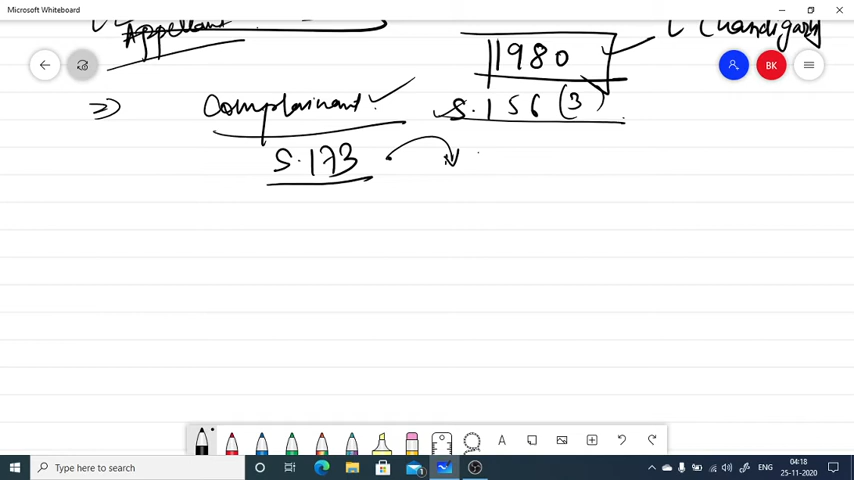 Microsoft Whiteboard
Appellant
(Chandigarh)
1980
BK
⇒ Complainant ✓ S.156(3)
S.173
A
Type here to search
1
ENG
04:18
25-11-2020